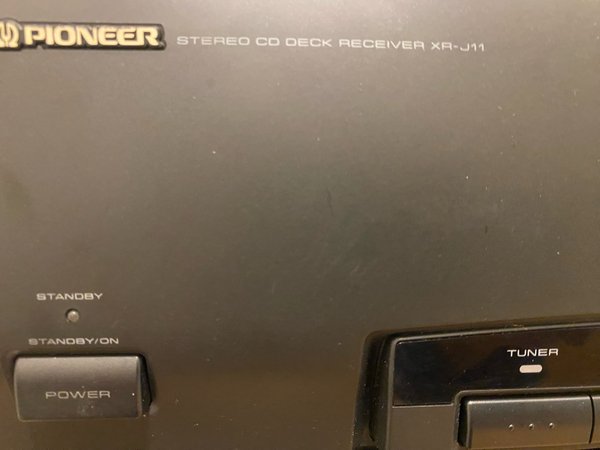 PIONEER STEREO CD DECK RECEIVER XR-J11
STANDBY
STANDBY/ON
POWER
TUNER